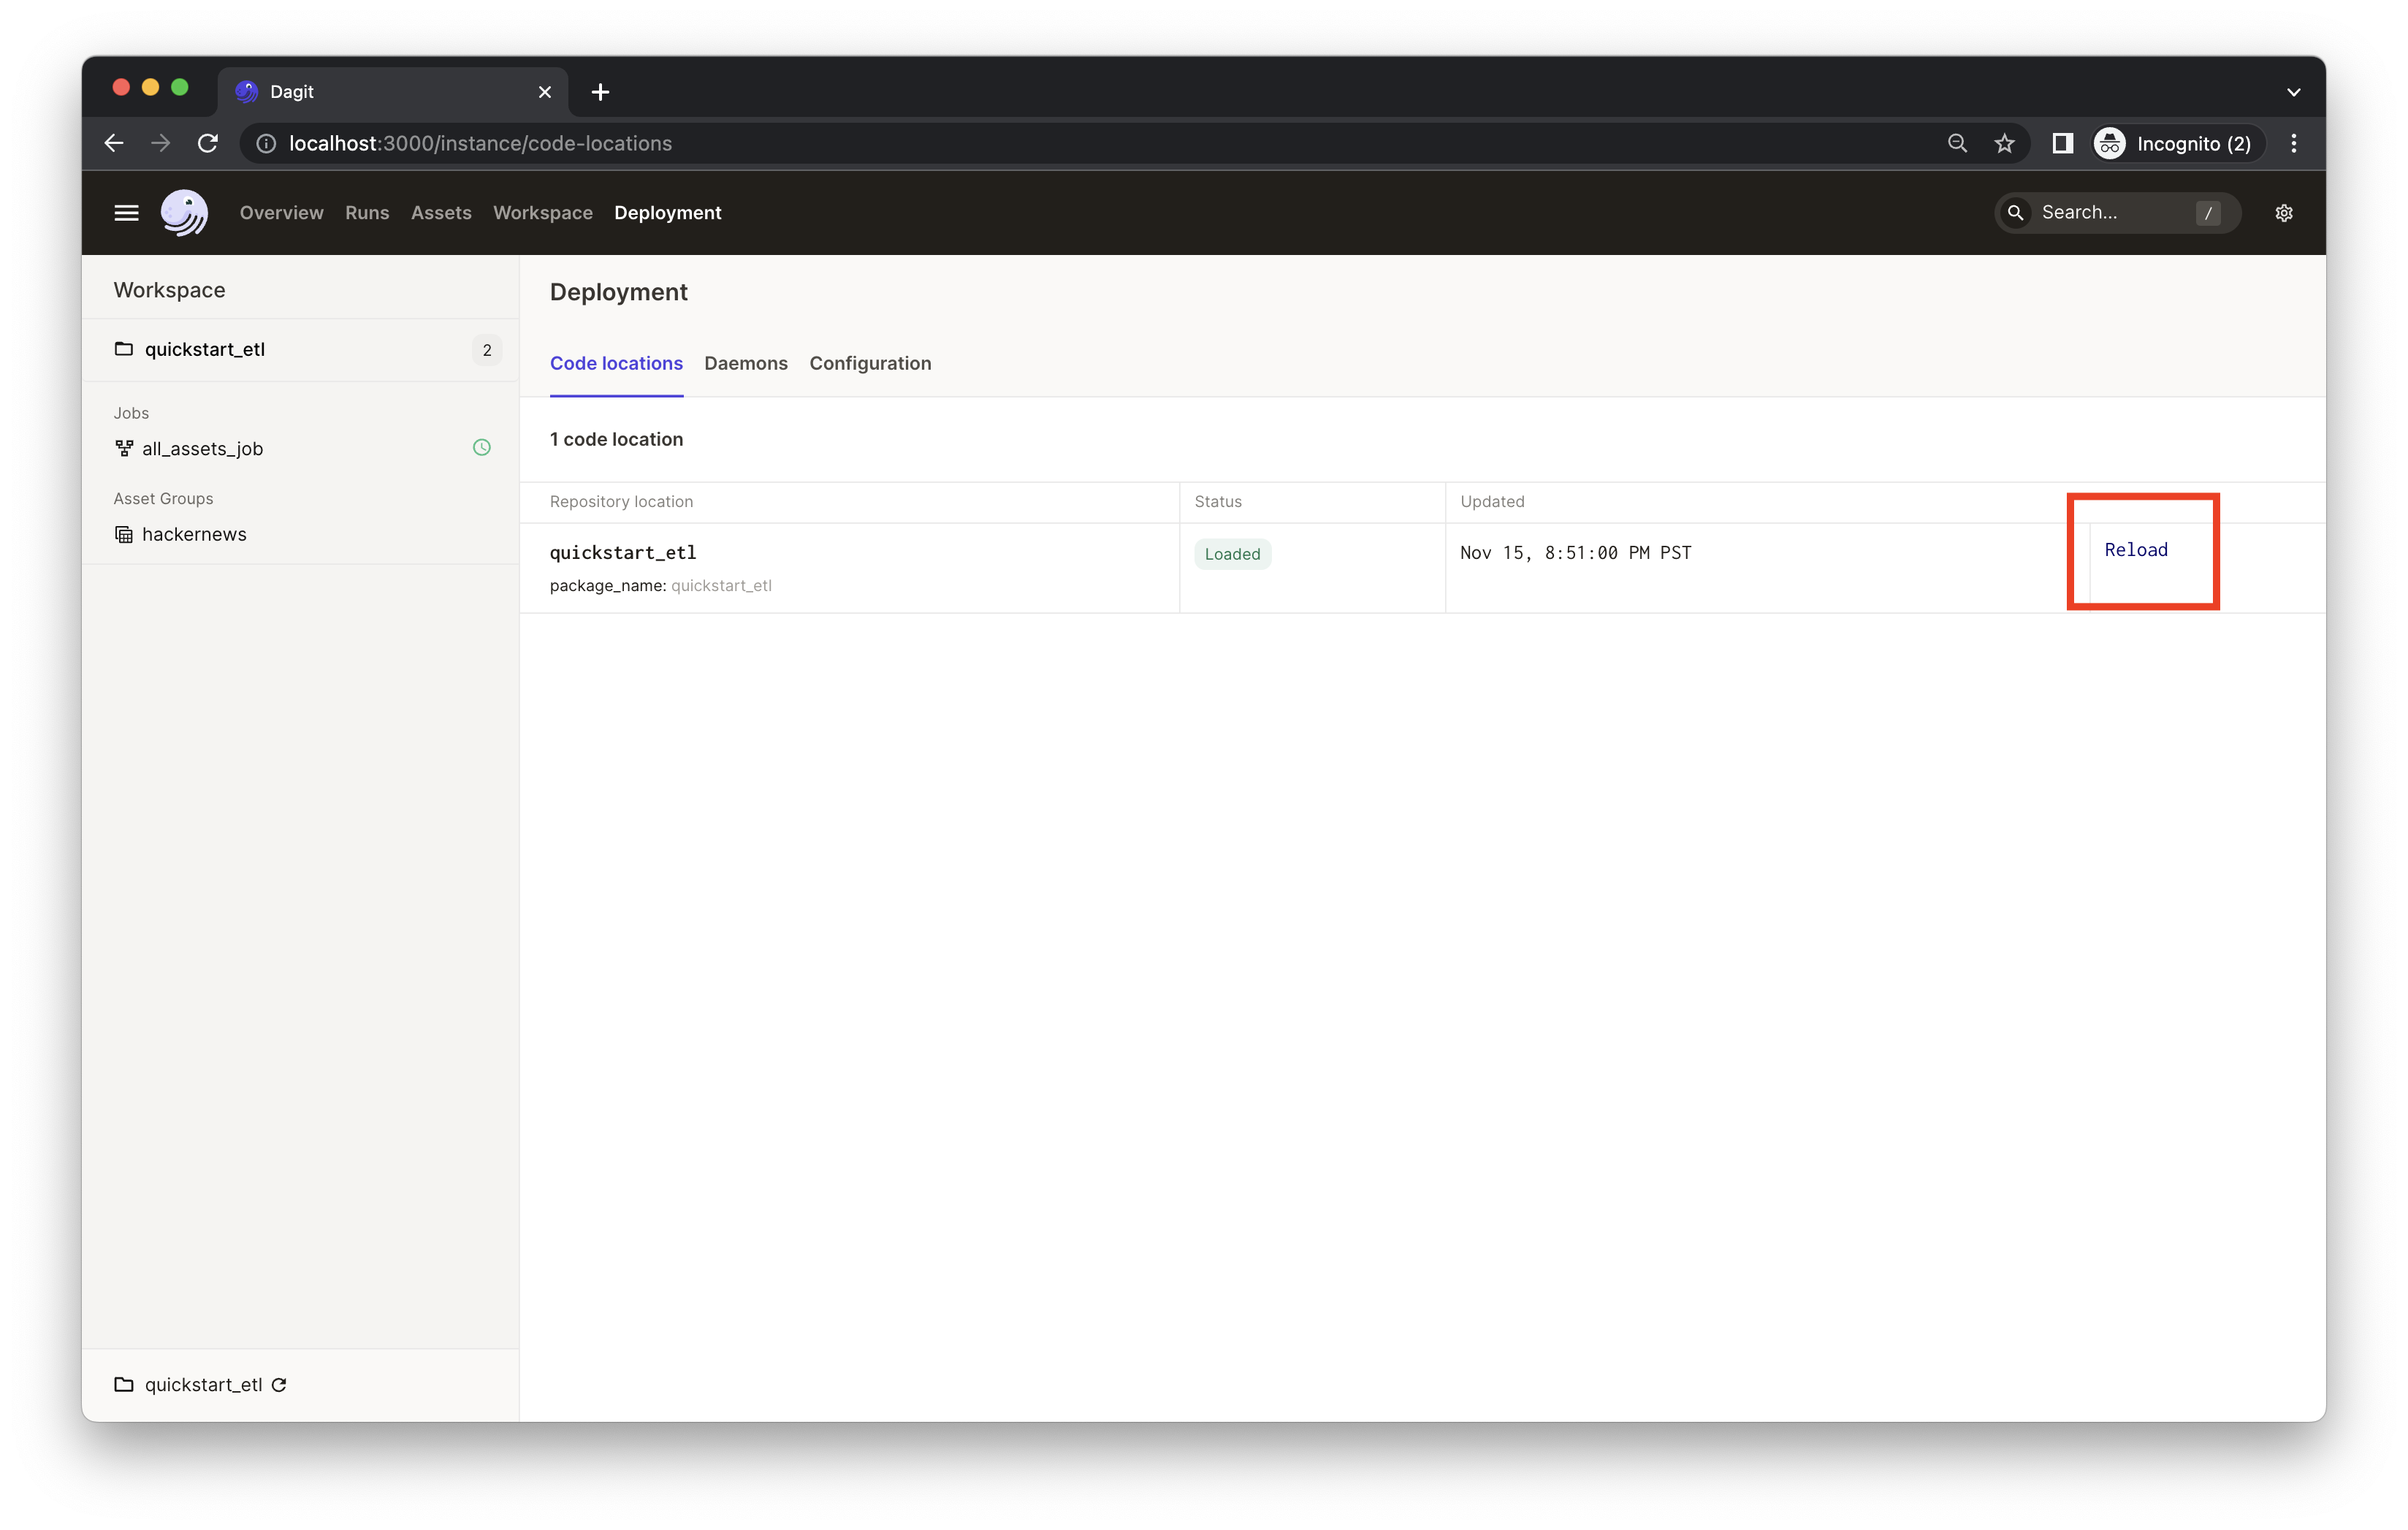 Dagit
localhost:3000/instance/code-locations
Incognito (2)
Overview Runs Assets Workspace Deployment
Search... /
Workspace
quickstart_etl 2
Jobs
all_assets_job
Asset Groups
hackernews
quickstart_etl
Deployment
Code locations Daemons Configuration
1 code location
Repository location Status Updated
quickstart_etl Loaded Nov 15, 8:51:00 PM PST Reload
package_name: quickstart_etl